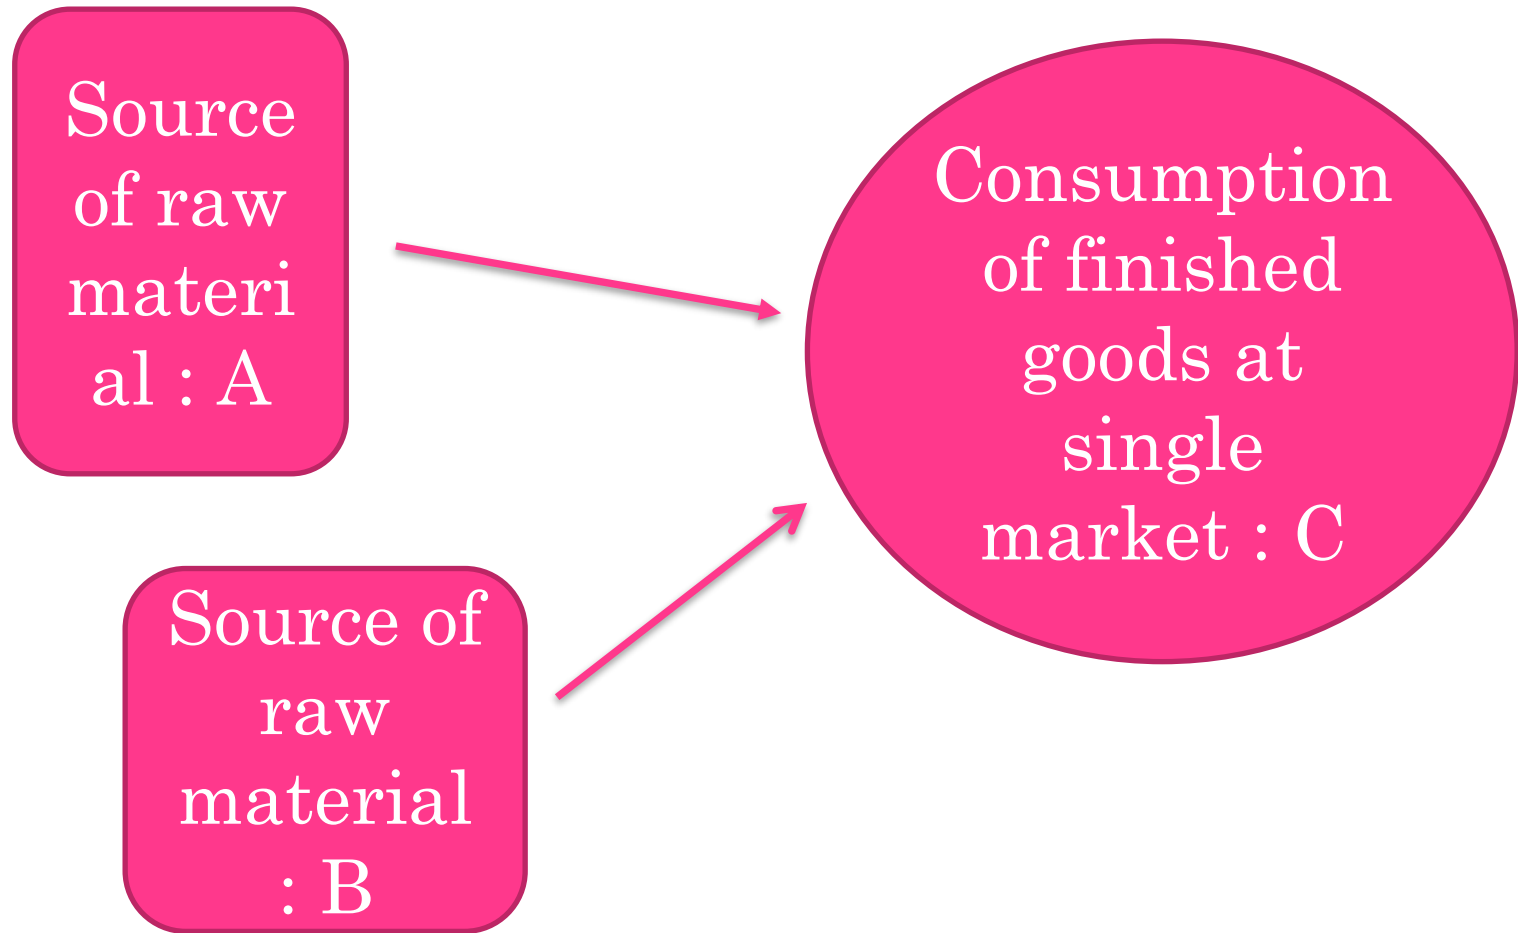 Source
of raw
materi
al : A
Consumption
of finished
goods at
single
market : C
Source of
raw
material
: B